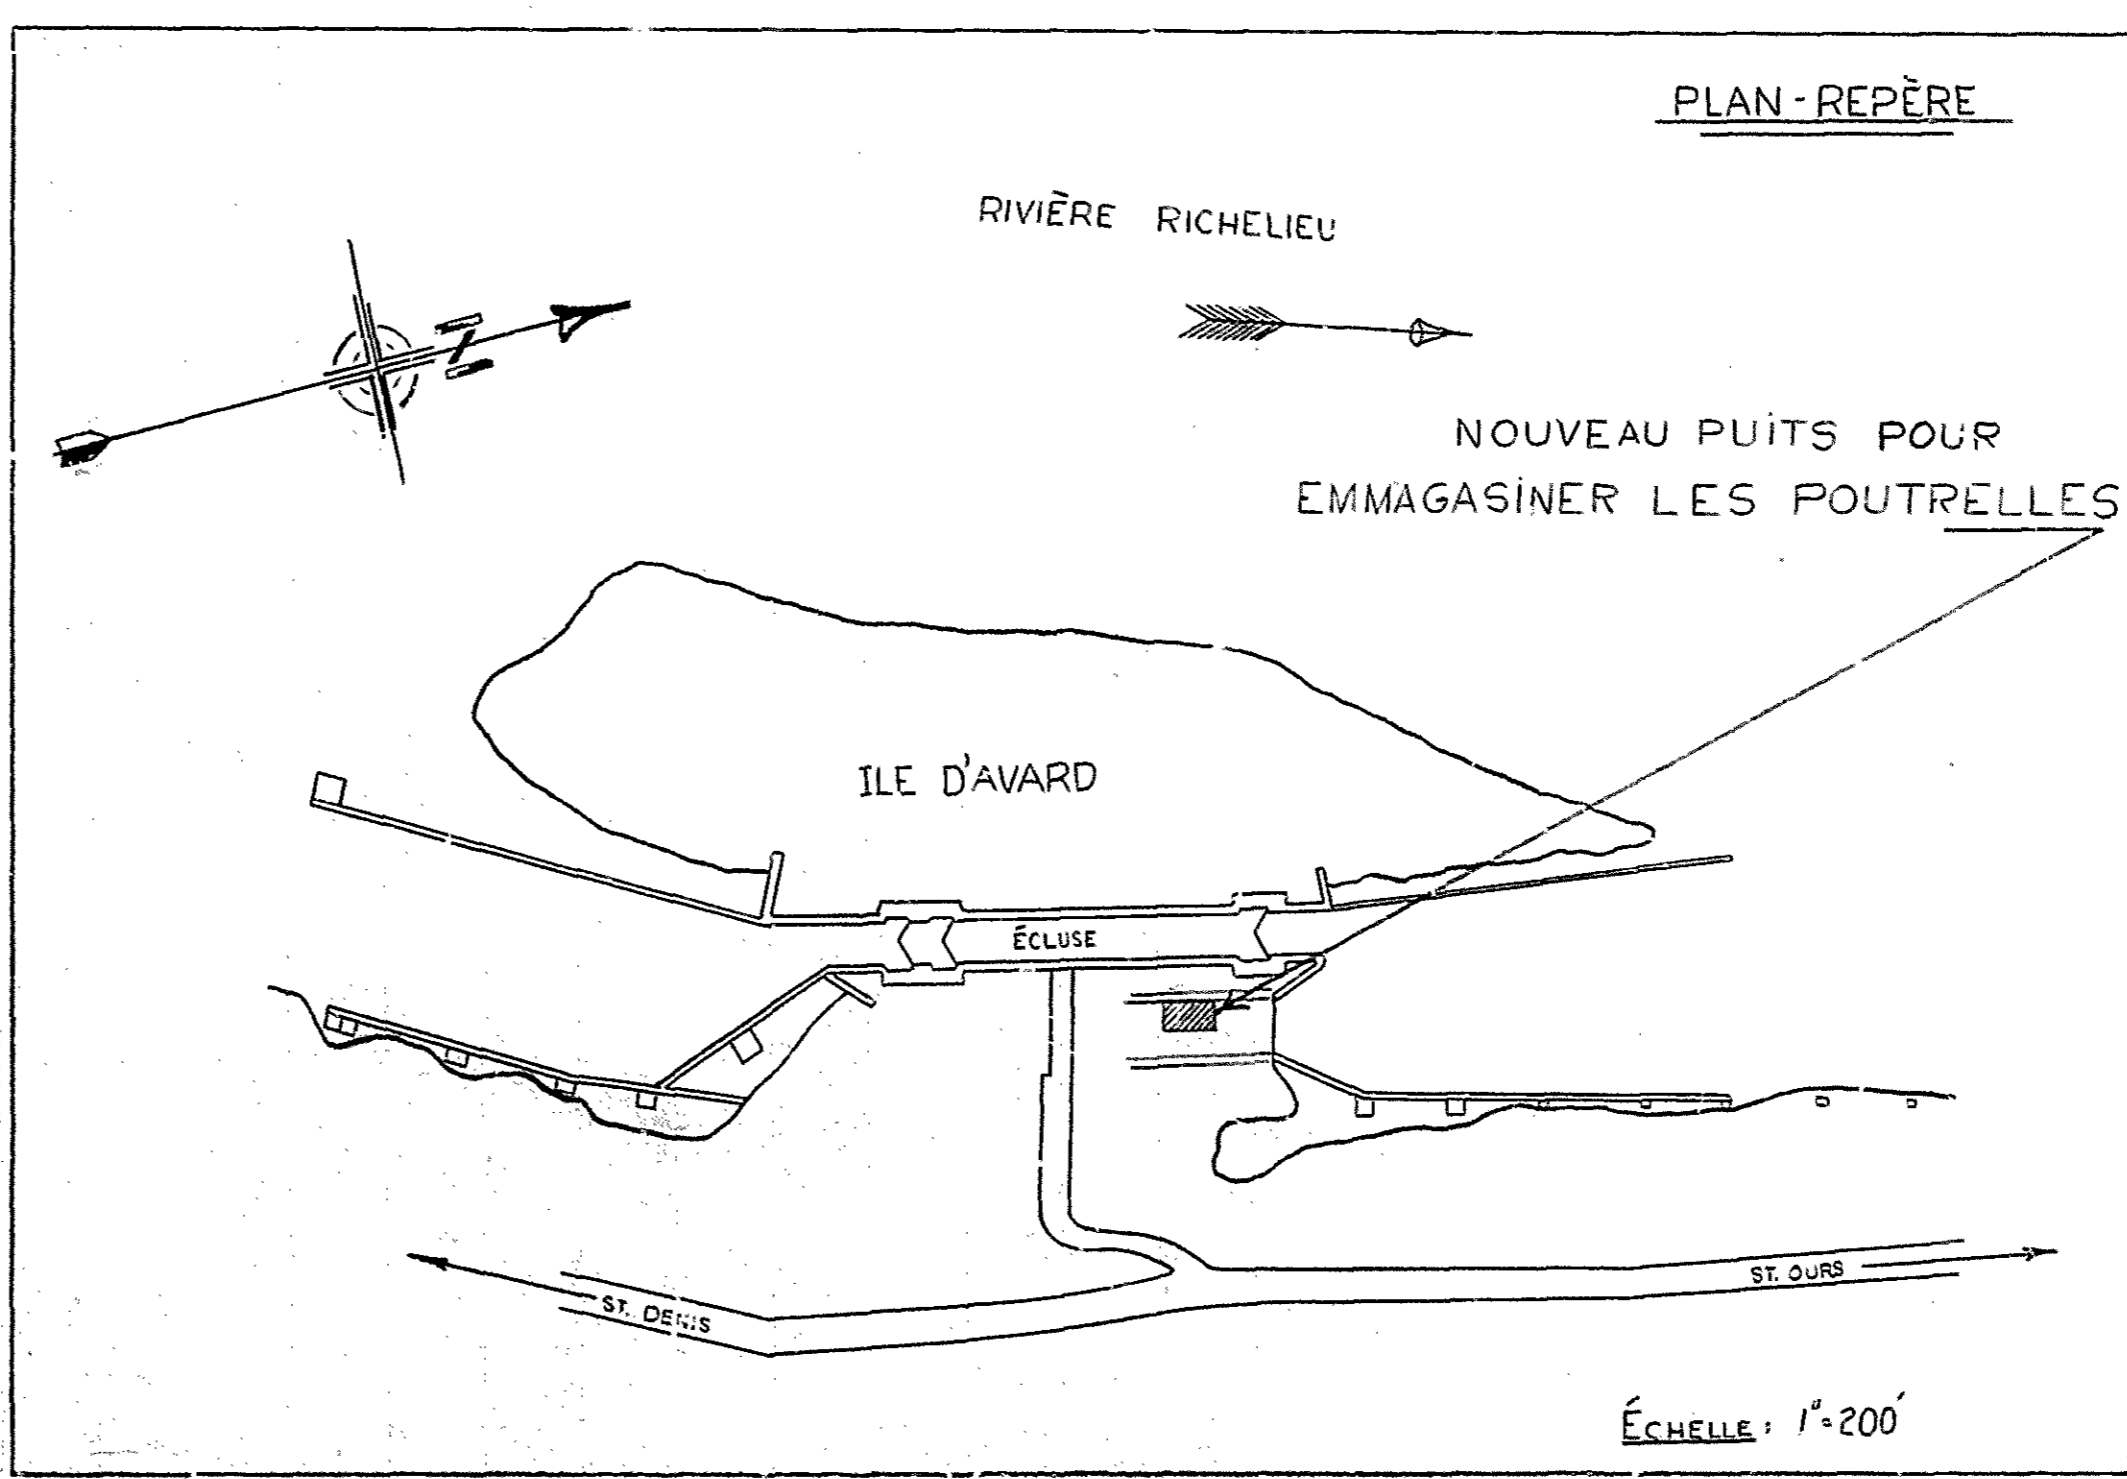 PLAN-REPÈRE
RIVIÈRE RICHELIEU
N
NOUVEAU PUiTS POUR
EMMAGASiNER LES POUTRELLES
ILE D'AVARD
ÉCLUSE
ST. OURS
ST. DENIS
ÉCHELLE: 1"=200'